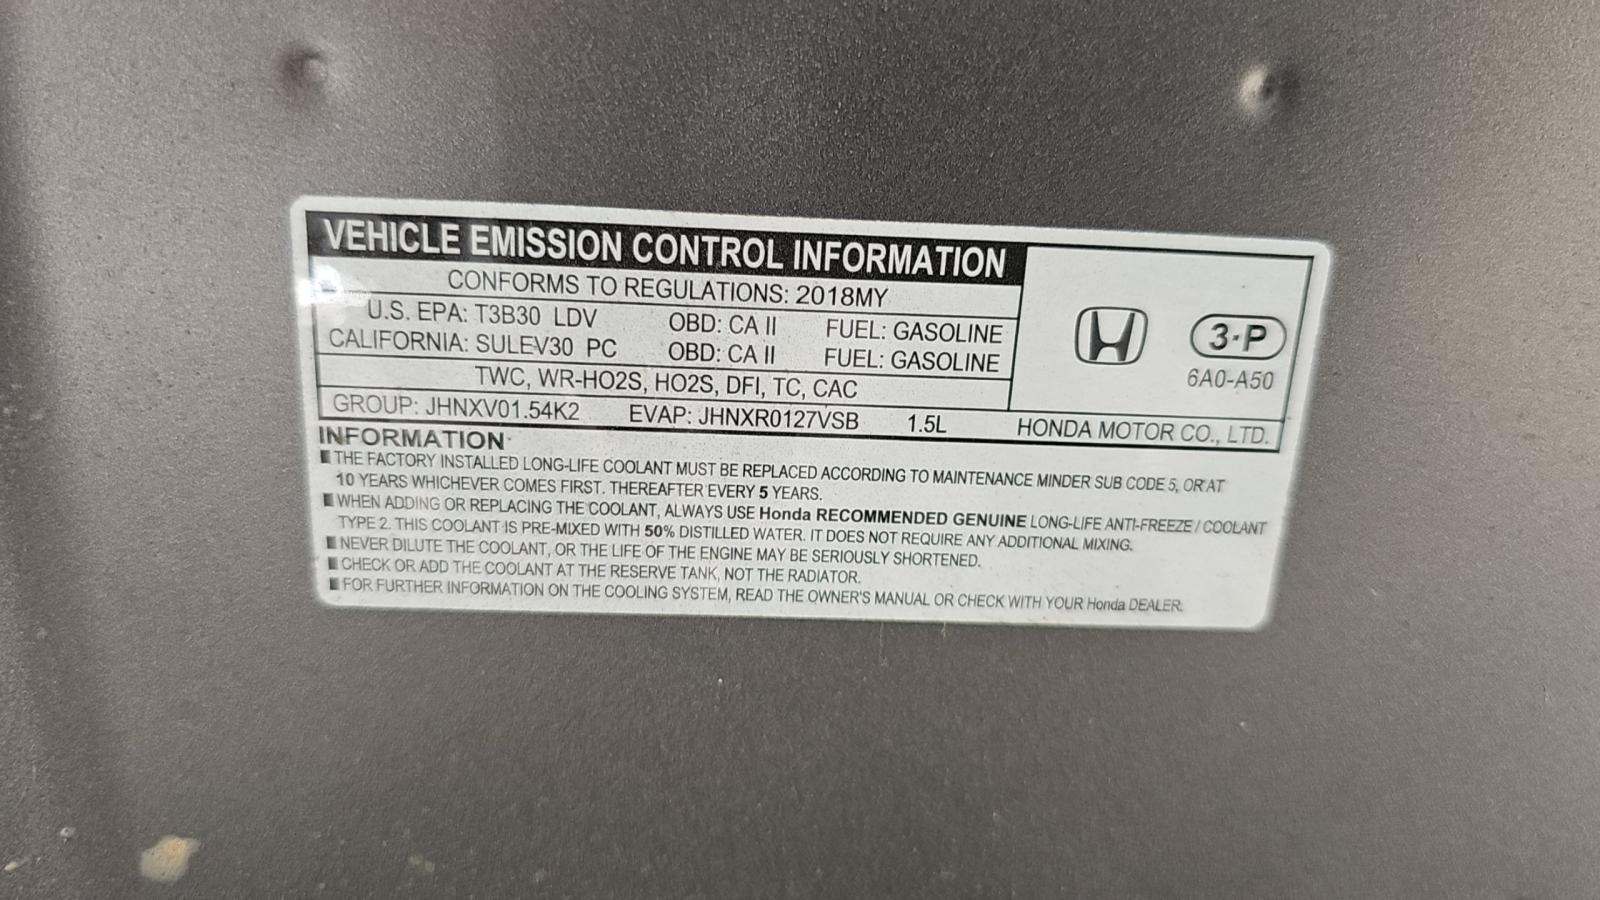 VEHICLE EMISSION CONTROL INFORMATION
CONFORMS TO REGULATIONS: 2018MY
U.S. EPA: T3B30 LDV OBD: CA II FUEL: GASOLINE
CALIFORNIA: SULEV30 PC OBD: CA II FUEL: GASOLINE
TWC, WR-HO2S, HO2S, DFI, TC, CAC
GROUP: JHNXV01.54K2 EVAP: JHNXR0127VSB 1.5L
3-P
6A0-A50
HONDA MOTOR CO., LTD.
INFORMATION
THE FACTORY INSTALLED LONG-LIFE COOLANT MUST BE REPLACED ACCORDING TO MAINTENANCE MINDER SUB CODE 5, OR AT
10 YEARS WHICHEVER COMES FIRST. THEREAFTER EVERY 5 YEARS.
WHEN ADDING OR REPLACING THE COOLANT, ALWAYS USE Honda RECOMMENDED GENUINE LONG-LIFE ANTI-FREEZE / COOLANT
TYPE 2. THIS COOLANT IS PRE-MIXED WITH 50% DISTILLED WATER. IT DOES NOT REQUIRE ANY ADDITIONAL MIXING.
NEVER DILUTE THE COOLANT, OR THE LIFE OF THE ENGINE MAY BE SERIOUSLY SHORTENED.
CHECK OR ADD THE COOLANT AT THE RESERVE TANK, NOT THE RADIATOR.
FOR FURTHER INFORMATION ON THE COOLING SYSTEM, READ THE OWNER'S MANUAL OR CHECK WITH YOUR Honda DEALER.